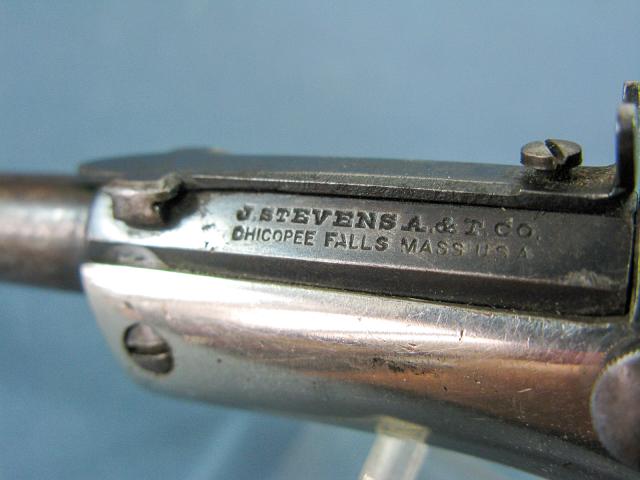 J. STEVENS A. & T. CO.
CHICOPEE FALLS MASS U.S.A.